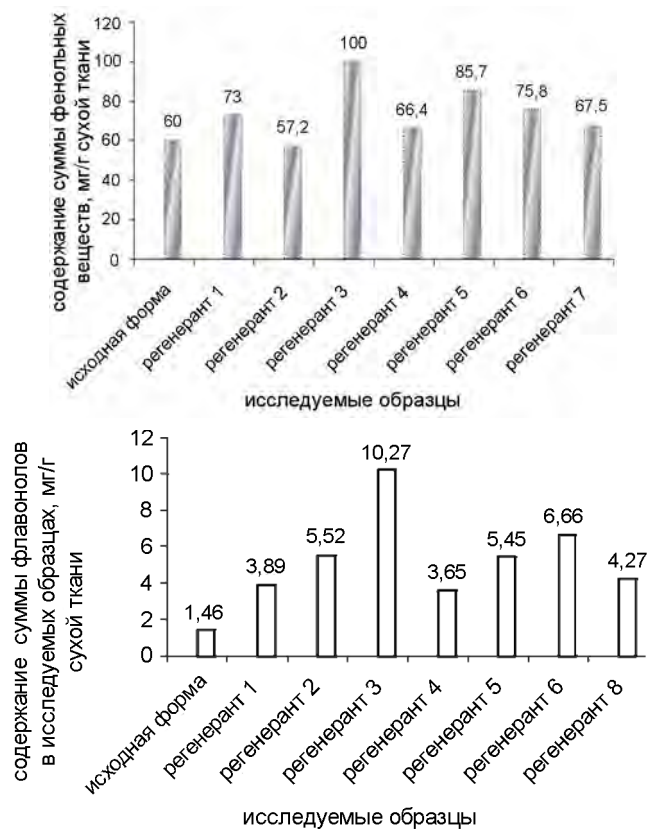 содержание суммы фенольных
веществ, мг/г сухой ткани
120
100
80
60
40
20
0
60
73
57,2
100
66,4
85,7
75,8
67,5
исходная форма
регенерант 1
регенерант 2
регенерант 3
регенерант 4
регенерант 5
регенерант 6
регенерант 7
исследуемые образцы
содержание суммы флавонолов
в исследуемых образцах, мг/г
сухой ткани
12
10
8
6
4
2
0
1,46
3,89
5,52
10,27
3,65
5,45
6,66
4,27
исходная форма
регенерант 1
регенерант 2
регенерант 3
регенерант 4
регенерант 5
регенерант 6
регенерант 8
исследуемые образцы